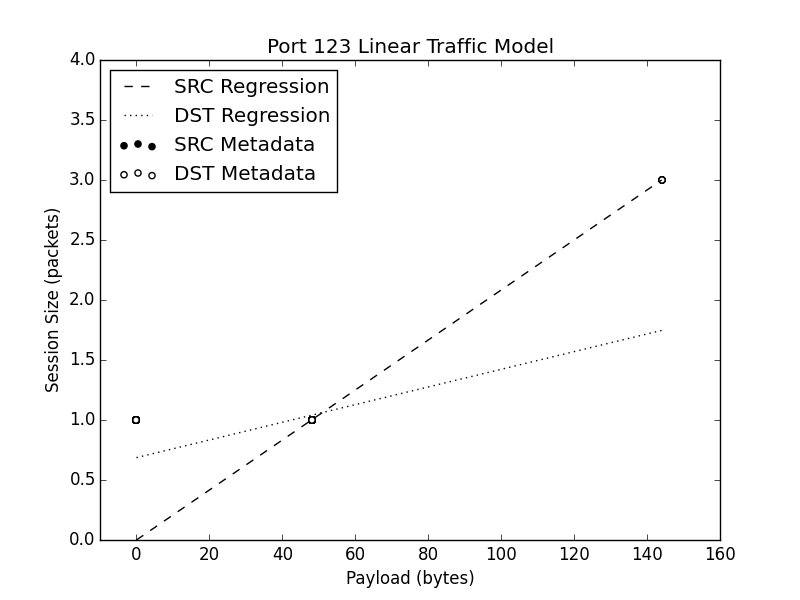 Port 123 Linear Traffic Model
SRC Regression
DST Regression
SRC Metadata
DST Metadata
Session Size (packets)
4.0
3.5
3.0
2.5
2.0
1.5
1.0
0.5
0.0
0 20 40 60 80 100 120 140 160
Payload (bytes)